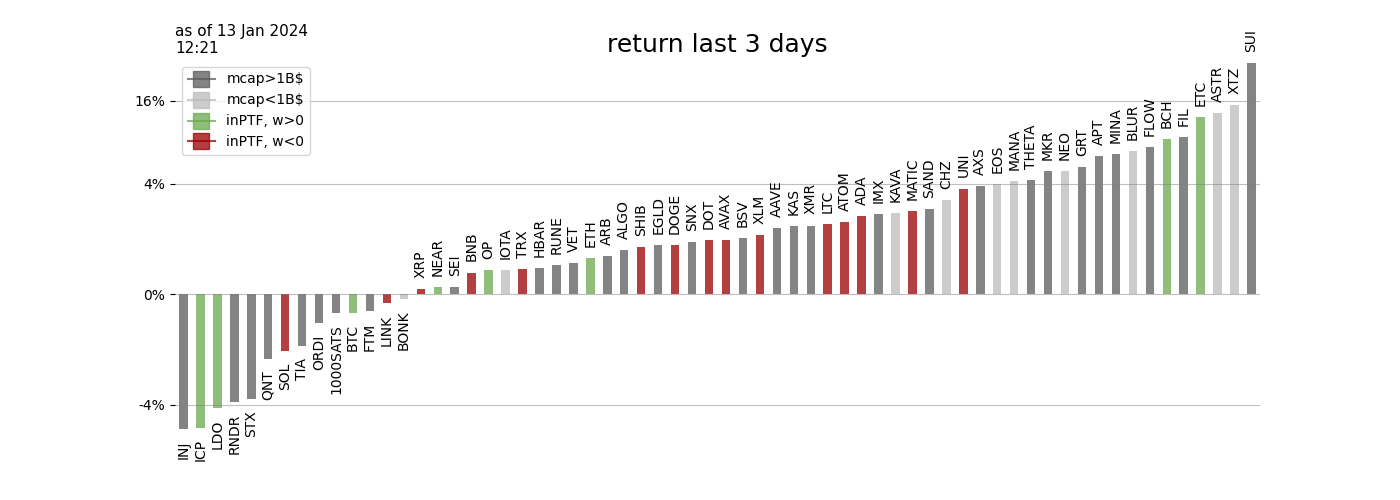 as of 13 Jan 2024
12:21
return last 3 days
mcap>1B$
mcap<1B$
inPTF, w>0
inPTF, w<0
16%
4%
0%
-4%
INJ
ICP
LDO
RNDR
STX
QNT
SOL
TIA
ORDI
1000SATS
BTC
FTM
LINK
BONK
XRP
NEAR
SEI
BNB
OP
IOTA
TRX
HBAR
RUNE
VET
ETH
ARB
ALGO
SHIB
EGLD
DOGE
SNX
DOT
AVAX
BSV
XLM
AAVE
KAS
XMR
LTC
ATOM
ADA
IMX
KAVA
MATIC
SAND
CHZ
UNI
AXS
EOS
MANA
THETA
MKR
NEO
GRT
APT
MINA
BLUR
FLOW
BCH
FIL
ETC
ASTR
XTZ
SUI